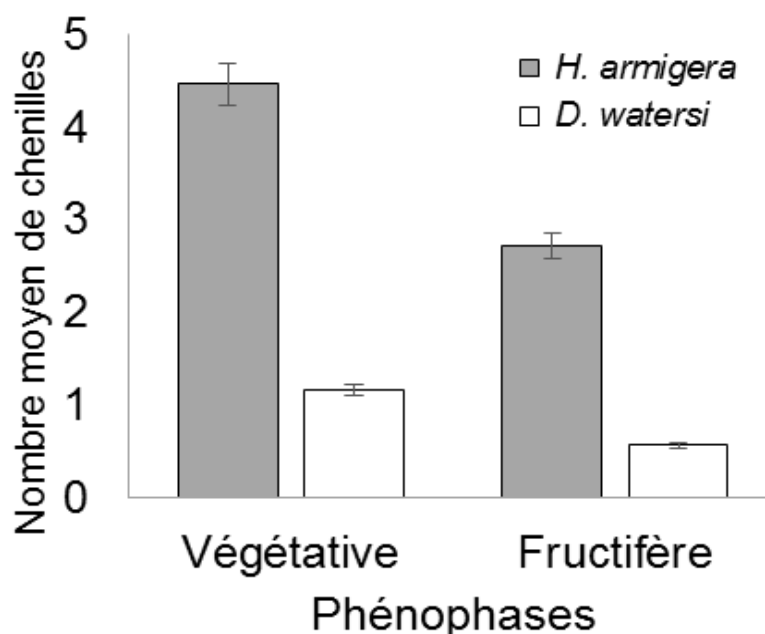 Nombre moyen de chenilles
5
4
3
2
1
0
H. armigera
D. watersi
Végétative
Fructifère
Phénophases